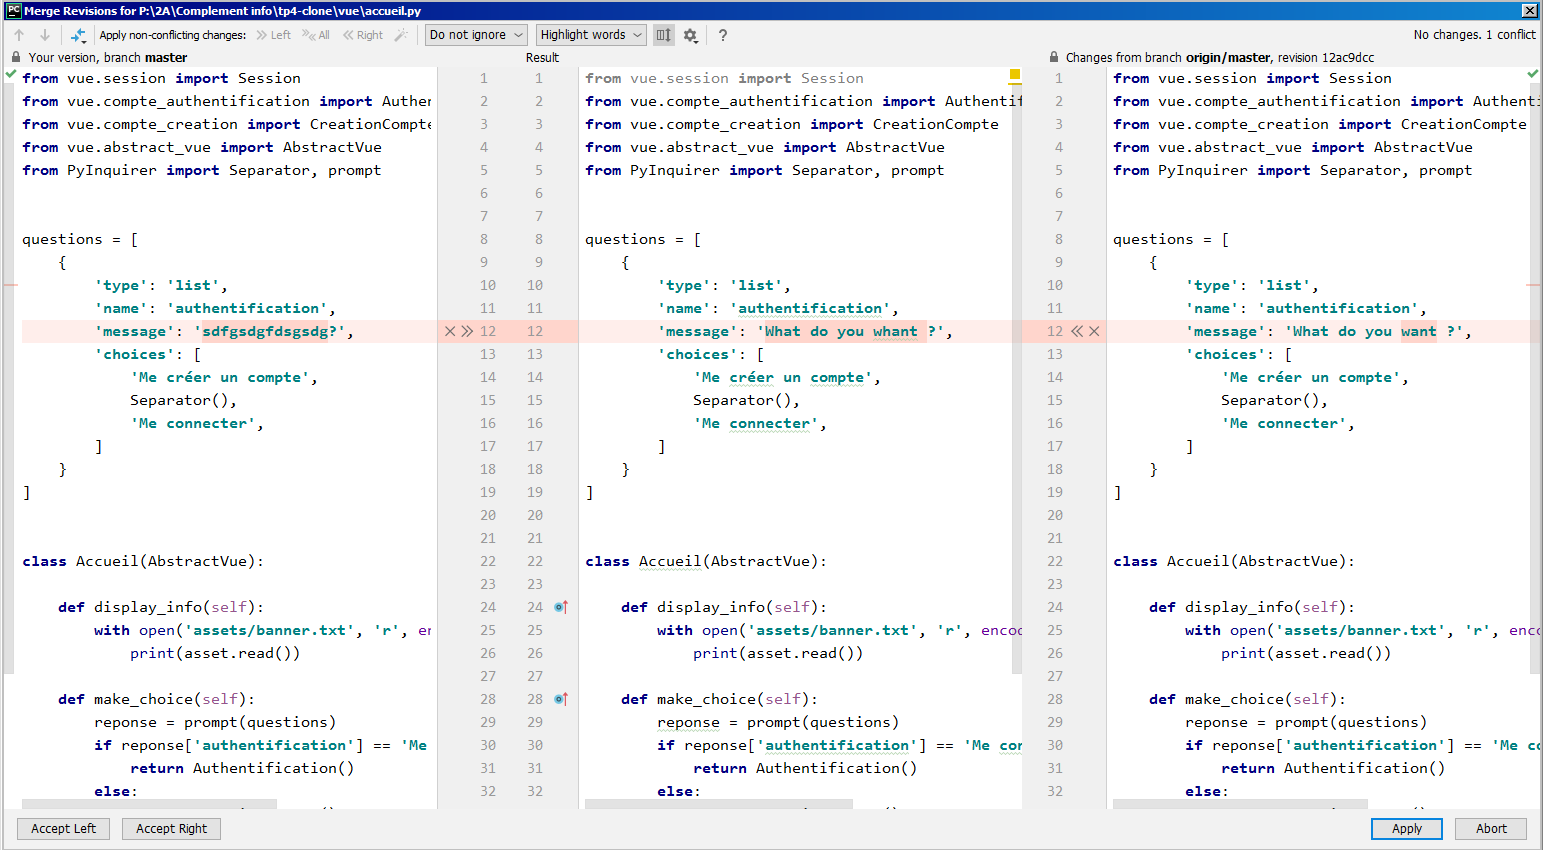 PC Merge Revisions for P:\2A\Complement info\tp4-clone\vue\accueil.py
Apply non-conflicting changes: Left All Right Do not ignore Highlight words ? No changes. 1 conflict
Your version, branch master Result Changes from branch origin/master, revision 12ac9dcc
from vue.session import Session 1 1 from vue.session import Session 1 from vue.session import Session
from vue.compte_authentification import Auther 2 2 from vue.compte_authentification import Authentif 2 from vue.compte_authentification import Authenti
from vue.compte_creation import CreationCompte 3 3 from vue.compte_creation import CreationCompte 3 from vue.compte_creation import CreationCompte
from vue.abstract_vue import AbstractVue 4 4 from vue.abstract_vue import AbstractVue 4 from vue.abstract_vue import AbstractVue
from PyInquirer import Separator, prompt 5 5 from PyInquirer import Separator, prompt 5 from PyInquirer import Separator, prompt
6 6 6
7 7 7
questions = [ 8 8 questions = [ 8 questions = [
{ 9 9 { 9 {
'type': 'list', 10 10 'type': 'list', 10 'type': 'list',
'name': 'authentification', 11 11 'name': 'authentification', 11 'name': 'authentification',
'message': 'sdfgsdgfdsgsdg?', 12 12 'message': 'What do you whant ?', 12 'message': 'What do you want ?',
'choices': [ 13 13 'choices': [ 13 'choices': [
'Me créer un compte', 14 14 'Me créer un compte', 14 'Me créer un compte',
Separator(), 15 15 Separator(), 15 Separator(),
'Me connecter', 16 16 'Me connecter', 16 'Me connecter',
] 17 17 ] 17 ]
} 18 18 } 18 }
] 19 19 ] 19 ]
20 20 20
21 21 21
class Accueil(AbstractVue): 22 22 class Accueil(AbstractVue): 22 class Accueil(AbstractVue):
23 23 23
def display_info(self): 24 24 def display_info(self): 24 def display_info(self):
with open('assets/banner.txt', 'r', en 25 25 with open('assets/banner.txt', 'r', enco 25 with open('assets/banner.txt', 'r', enco
print(asset.read()) 26 26 print(asset.read()) 26 print(asset.read())
27 27 27
def make_choice(self): 28 28 def make_choice(self): 28 def make_choice(self):
reponse = prompt(questions) 29 29 reponse = prompt(questions) 29 reponse = prompt(questions)
if reponse['authentification'] == 'Me 30 30 if reponse['authentification'] == 'Me con 30 if reponse['authentification'] == 'Me co
return Authentification() 31 31 return Authentification() 31 return Authentification()
else: 32 32 else: 32 else:
Accept Left Accept Right Apply Abort